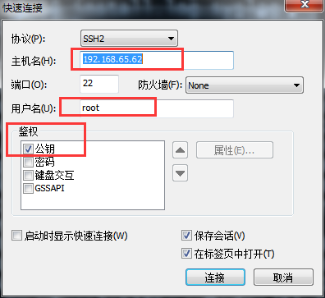 快速连接
协议(P): SSH2
主机名(H): 192.168.65.62
端口(O): 22 防火墙(F): None
用户名(U): root
鉴权
公钥 属性(E)...
密码
键盘交互
GSSAPI
启动时显示快速连接(W) 保存会话(V)
在标签页中打开(T)
连接 取消